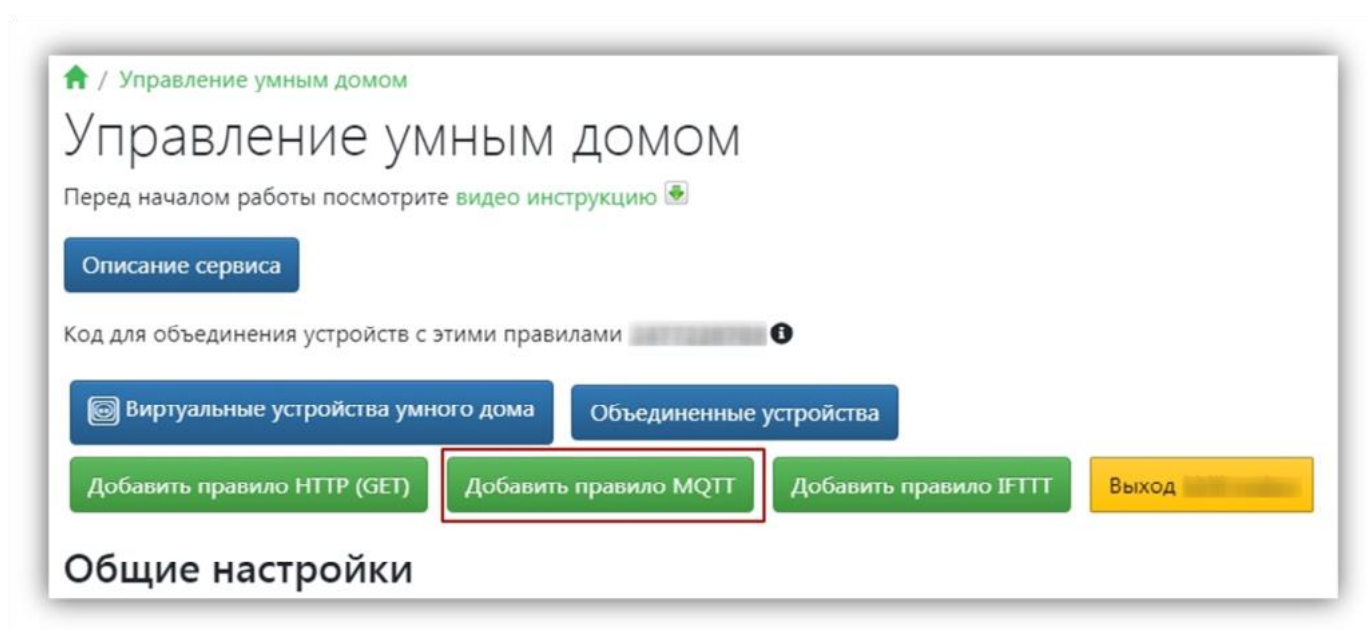 / Управление умным домом
Управление умным домом
Перед началом работы посмотрите видео инструкцию
Описание сервиса
Код для объединения устройств с этими правилами
Виртуальные устройства умного дома Объединенные устройства
Добавить правило HTTP (GET) Добавить правило MQTT Добавить правило IFTTT Выход
Общие настройки